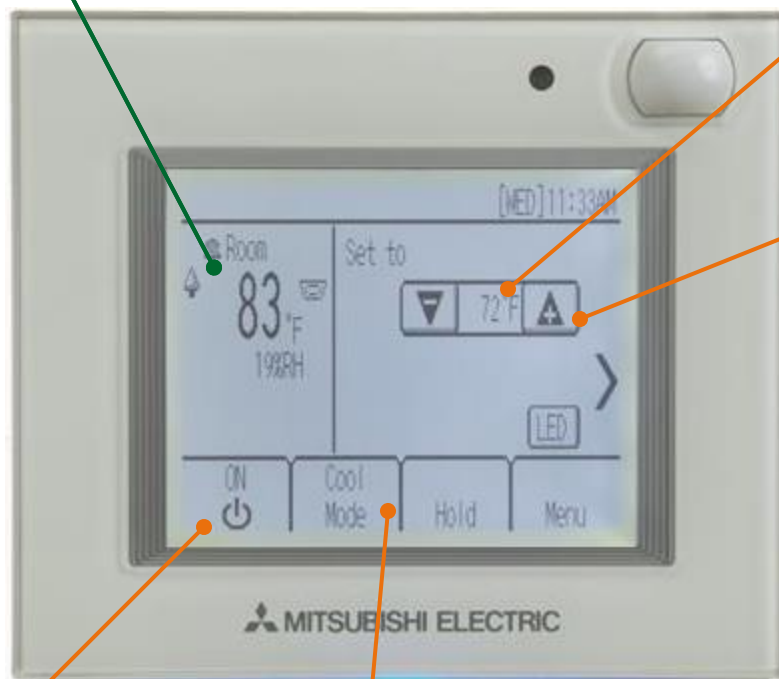 [WED]11:33AM
Room
83°F
19%RH
Set to
72°F
LED
ON
Cool
Mode
Hold
Menu
MITSUBISHI ELECTRIC